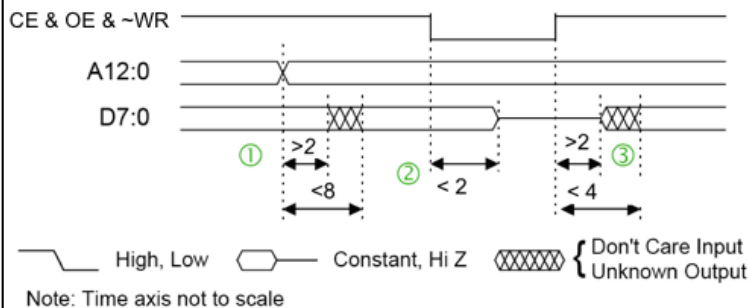 CE & OE & ~WR
A12:0
D7:0
① >2 ② < 2 >2 ③
<8 < 4
High, Low Constant, Hi Z { Don't Care Input
Unknown Output
Note: Time axis not to scale